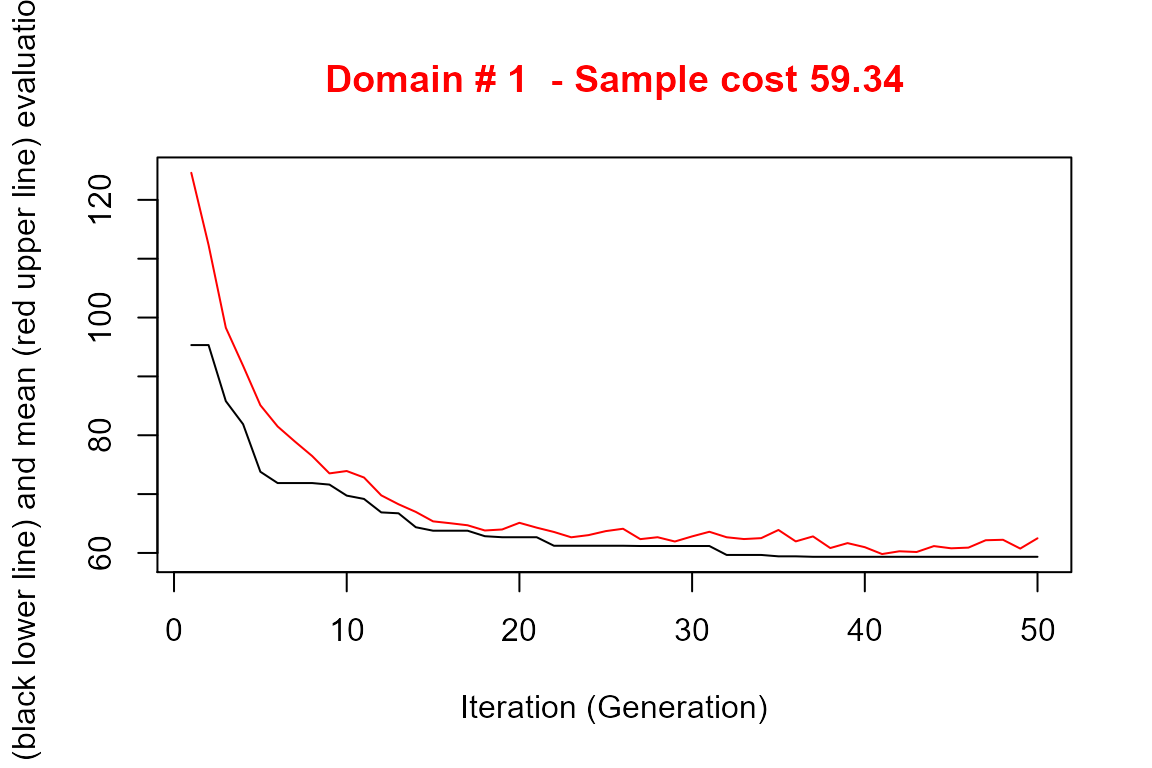 Domain # 1  - Sample cost 59.34
(black lower line) and mean (red upper line) evaluatio
120
100
80
60
0 10 20 30 40 50
Iteration (Generation)